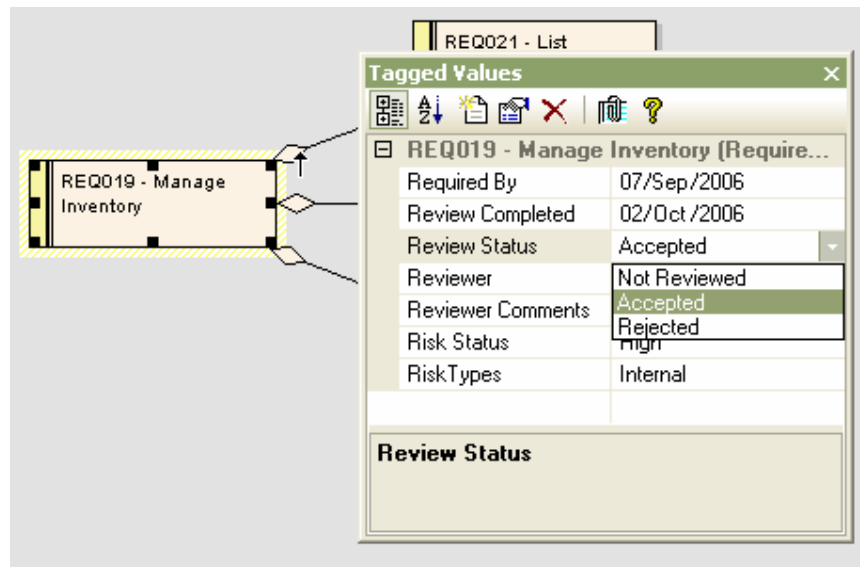 REQ021 - List
Tagged Values
REQ019 - Manage Inventory (Require...
REQ019 - Manage
Inventory
Required By 07/Sep/2006
Review Completed 02/Oct/2006
Review Status Accepted
Reviewer Not Reviewed
Accepted
Reviewer Comments
Rejected
Risk Status High
RiskTypes Internal
Review Status